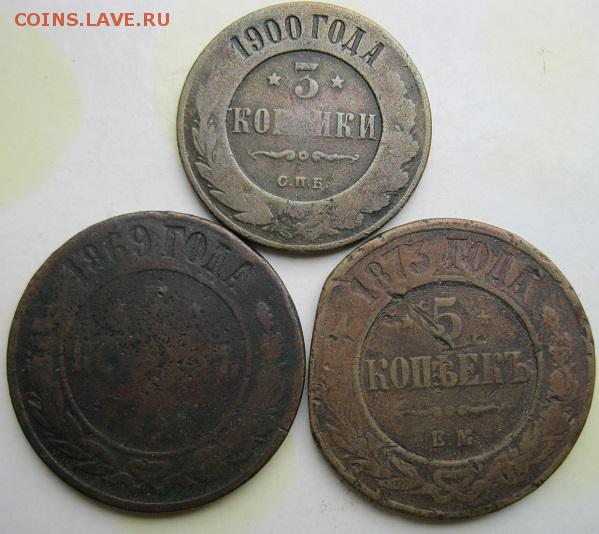 COINS.LAVE.RU
1900 ГОДА
3
КОПѢЙКИ
С.П.Б.
1869 ГОДА
1873 ГОДА
5
КОПѢЕКЪ
Е.М.